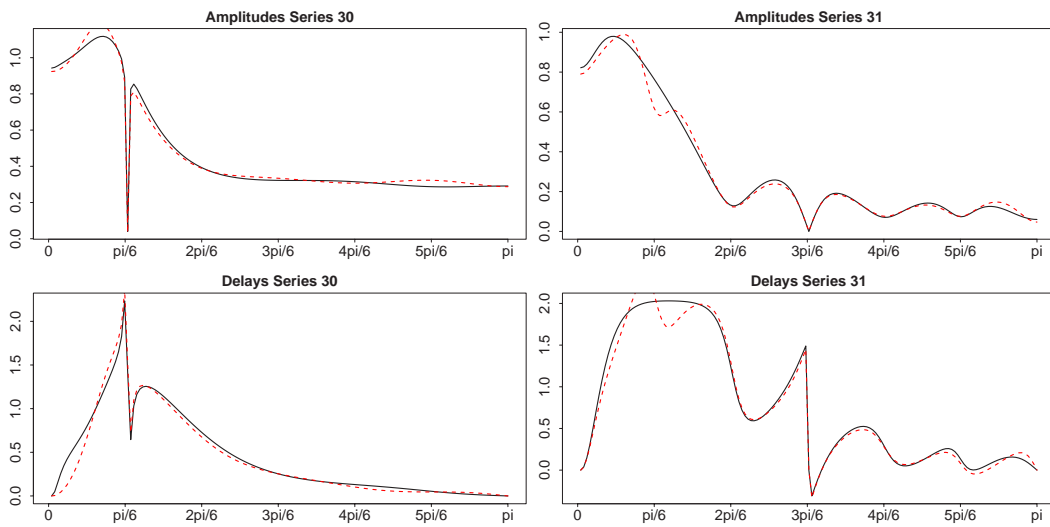 Amplitudes Series 30
0.0 0.2 0.4 0.6 0.8 1.0
0 pi/6 2pi/6 3pi/6 4pi/6 5pi/6 pi
Amplitudes Series 31
0.0 0.2 0.4 0.6 0.8 1.0
0 pi/6 2pi/6 3pi/6 4pi/6 5pi/6 pi
Delays Series 30
0.0 0.5 1.0 1.5 2.0
0 pi/6 2pi/6 3pi/6 4pi/6 5pi/6 pi
Delays Series 31
0.0 0.5 1.0 1.5 2.0
0 pi/6 2pi/6 3pi/6 4pi/6 5pi/6 pi